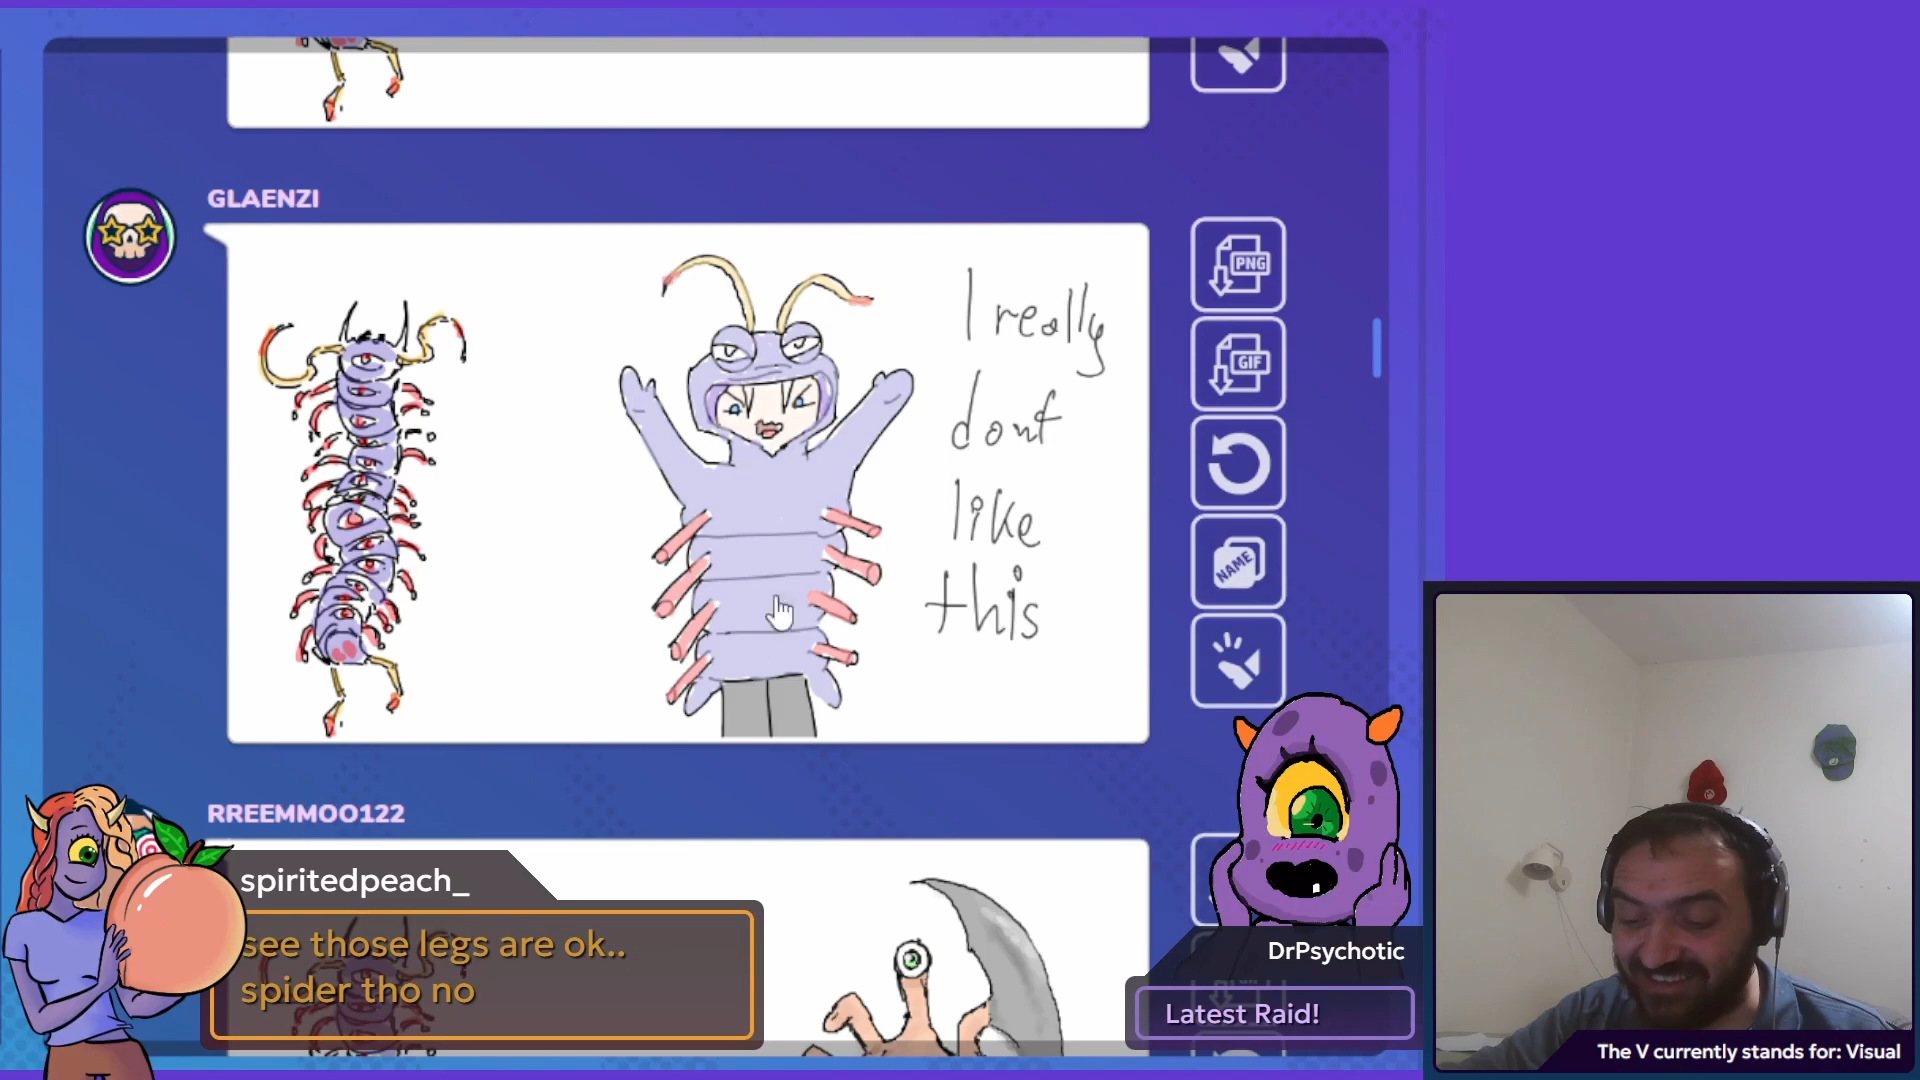 GLAENZI
I really
dont
like
this
PNG
GIF
NAME
RREEMMOO122
spiritedpeach_
see those legs are ok..
spider tho no
DrPsychotic
Latest Raid!
The V currently stands for: Visual